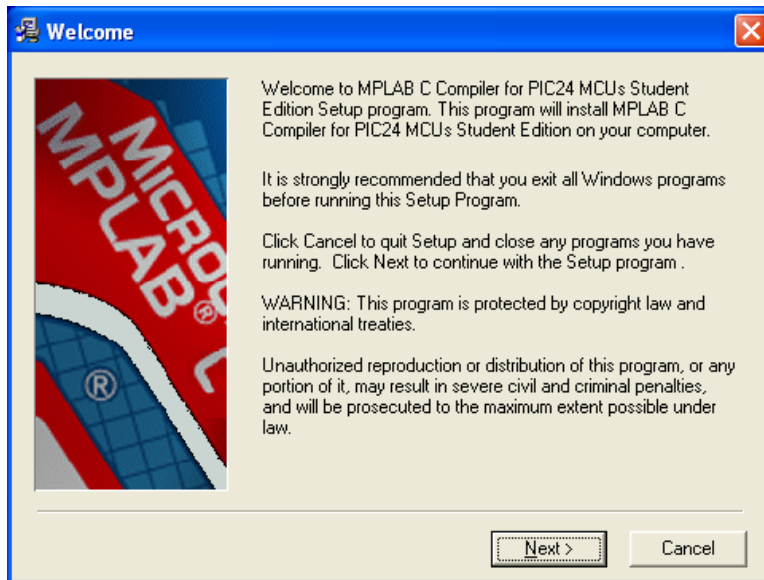 Welcome
Welcome to MPLAB C Compiler for PIC24 MCUs Student
Edition Setup program. This program will install MPLAB C
Compiler for PIC24 MCUs Student Edition on your computer.
It is strongly recommended that you exit all Windows programs
before running this Setup Program.
Click Cancel to quit Setup and close any programs you have
running.  Click Next to continue with the Setup program .
WARNING: This program is protected by copyright law and
international treaties.
Unauthorized reproduction or distribution of this program, or any
portion of it, may result in severe civil and criminal penalties,
and will be prosecuted to the maximum extent possible under
law.
MICROC
MPLAB® C
®
Next >
Cancel